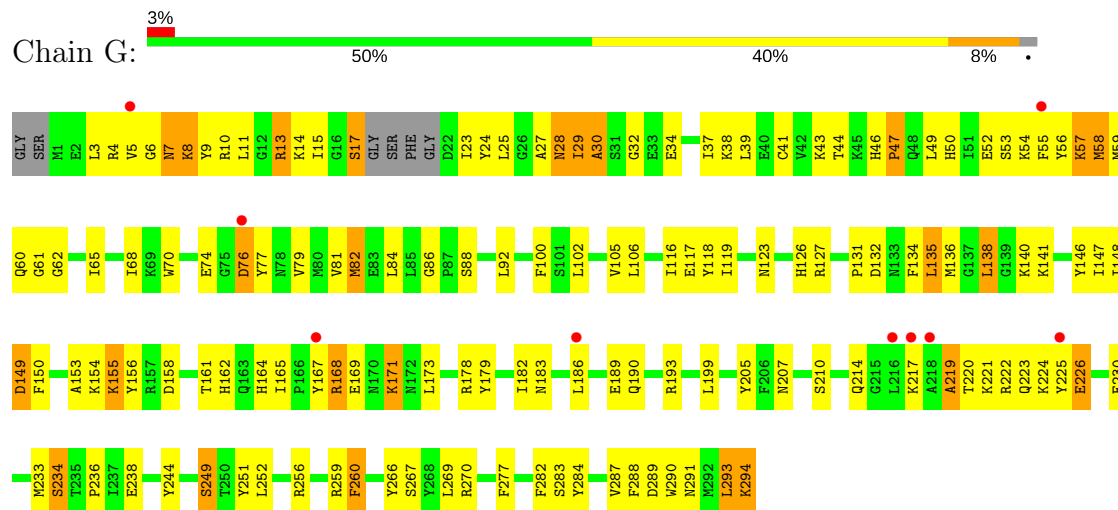 3%
Chain G:
50% 40% 8% •
GLY SER M1 E2 L3 R4 V5 G6 N7 K8 Y9 R10 L11 G12 R13 K14 I15 G16 S17 GLY SER PHE GLY D22 I23 Y24 L25 G26 A27 N28 I29 A30 S31 G32 E33 E34 I37 K38 L39 E40 C41 V42 K43 T44 K45 H46 P47 Q48 L49 H50 I51 E52 S53 K54 F55 Y56 K57 M58 M59
Q60 G61 G62 I65 I68 K69 W70 E74 G75 D76 Y77 N78 V79 M80 V81 M82 E83 L84 L85 G86 P87 S88 L92 F100 S101 L102 V105 L106 I116 E117 Y118 I119 N123 H126 R127 P131 D132 N133 F134 L135 M136 G137 L138 G139 K140 K141 Y146 I147 I148
D149 F150 A153 K154 K155 Y156 R157 D158 T161 H162 Q163 H164 I165 P166 Y167 R168 E169 N170 K171 N172 L173 R178 Y179 I182 N183 L186 E189 Q190 R193 L199 Y205 F206 N207 S210 Q214 G215 L216 K217 A218 A219 T220 K221 R222 Q223 K224 Y225 E226
M233 S234 T235 P236 I237 E238 Y244 S249 T250 Y251 L252 R256 R259 F260 Y266 S267 Y268 L269 R270 F277 F282 S283 Y284 V287 F288 D289 W290 N291 M292 L293 K294